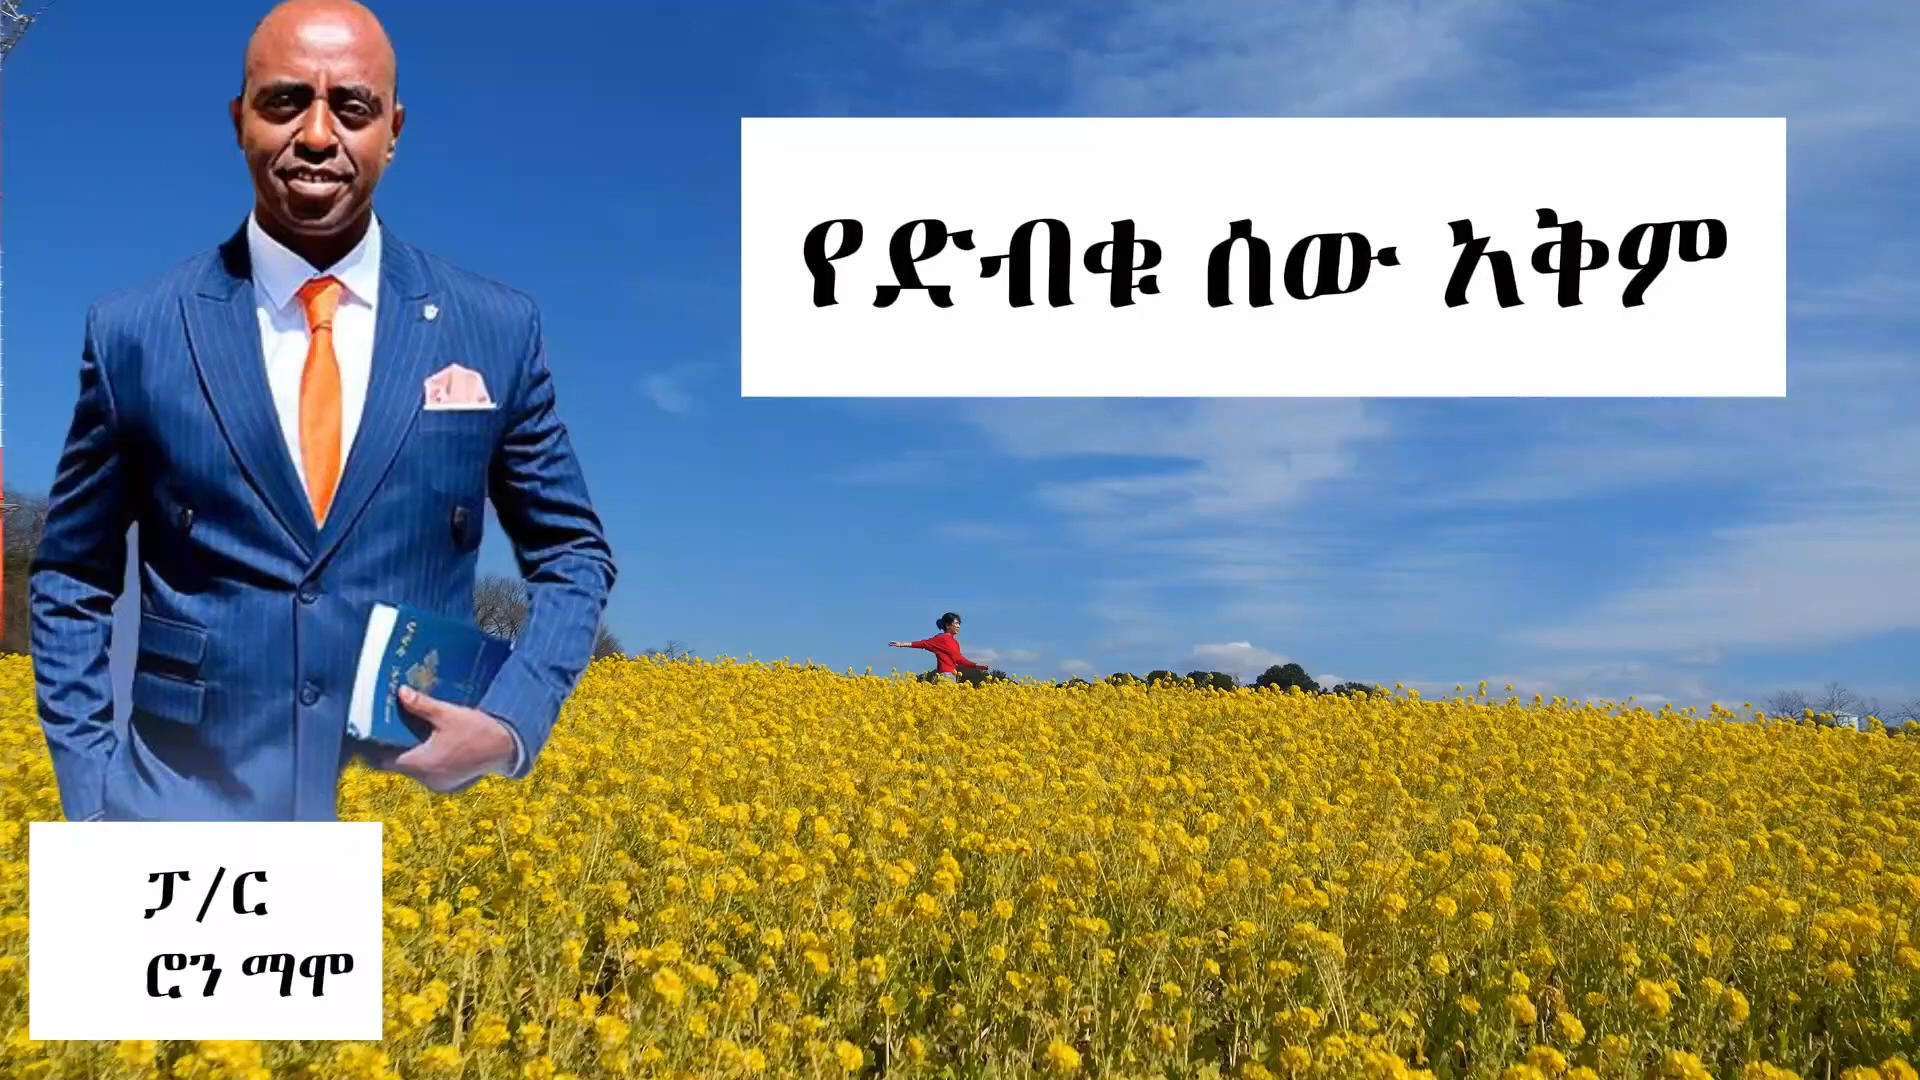 የድብቁ ሰው አቅም
ፓ/ር
ሮን ማሞ